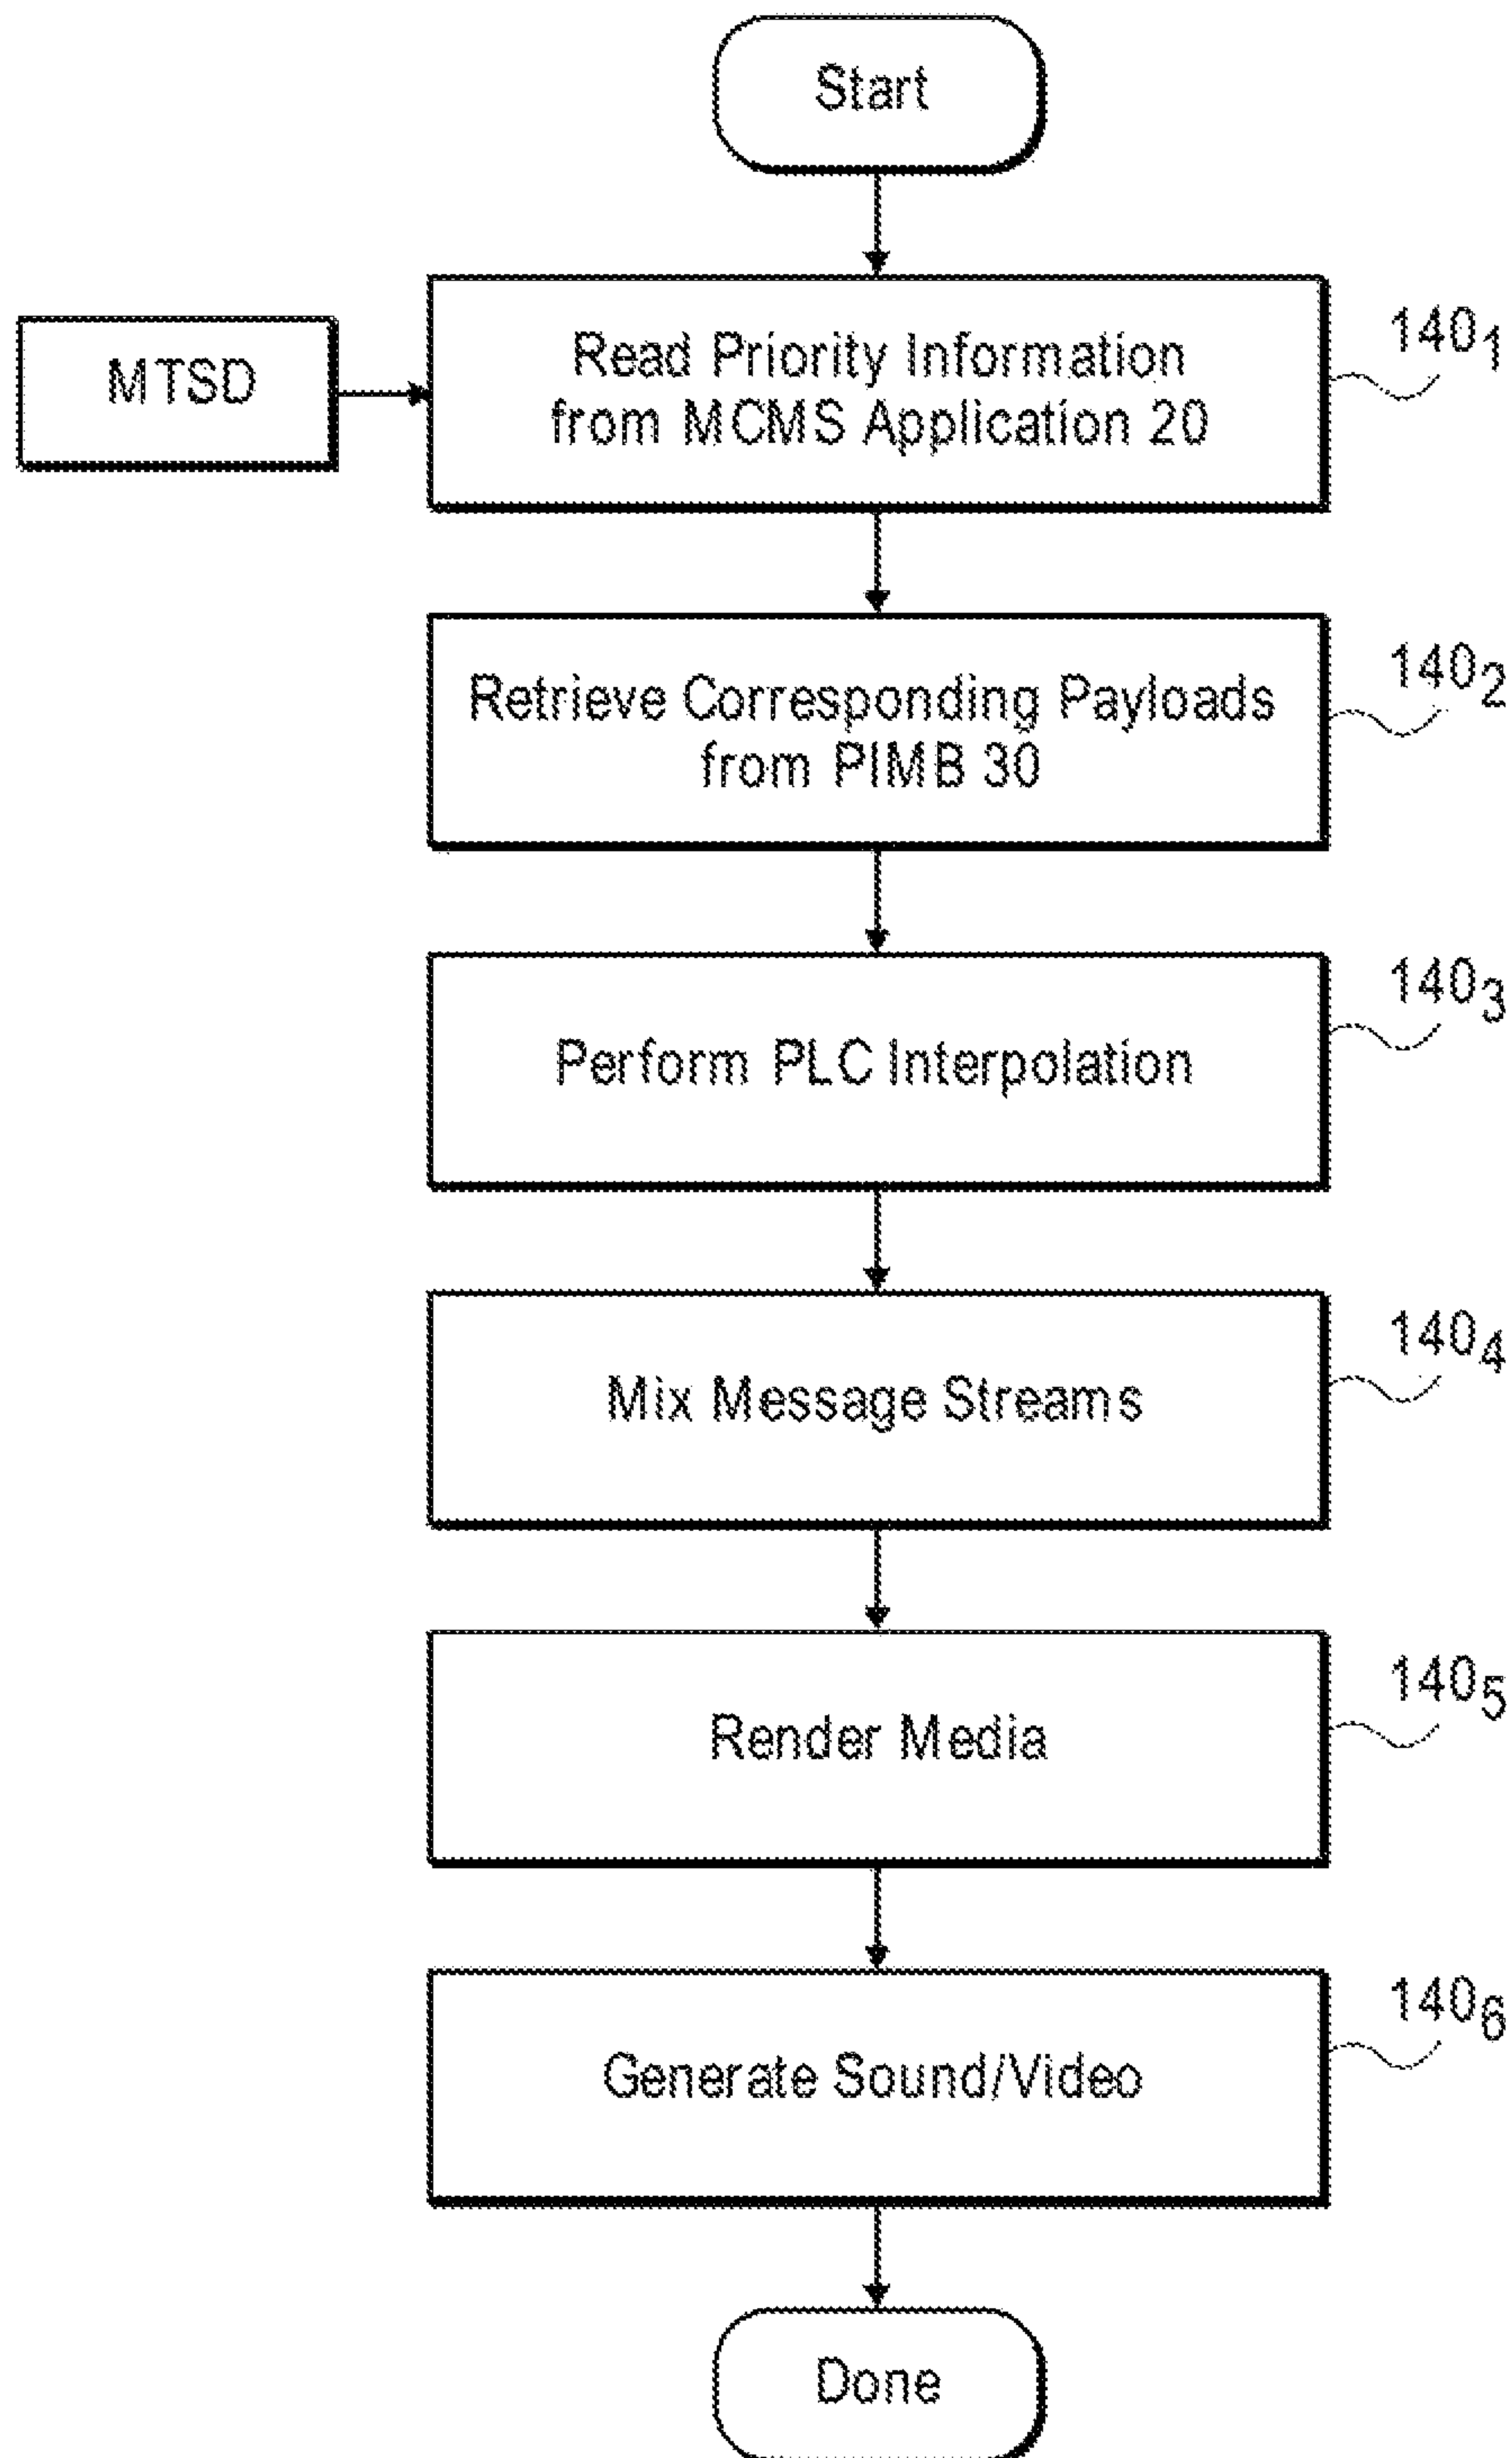 Start
MTSD
Read Priority Information
from MCMS Application 20
140₁
Retrieve Corresponding Payloads
from PIMB 30
140₂
Perform PLC Interpolation
140₃
Mix Message Streams
140₄
Render Media
140₅
Generate Sound/Video
140₆
Done